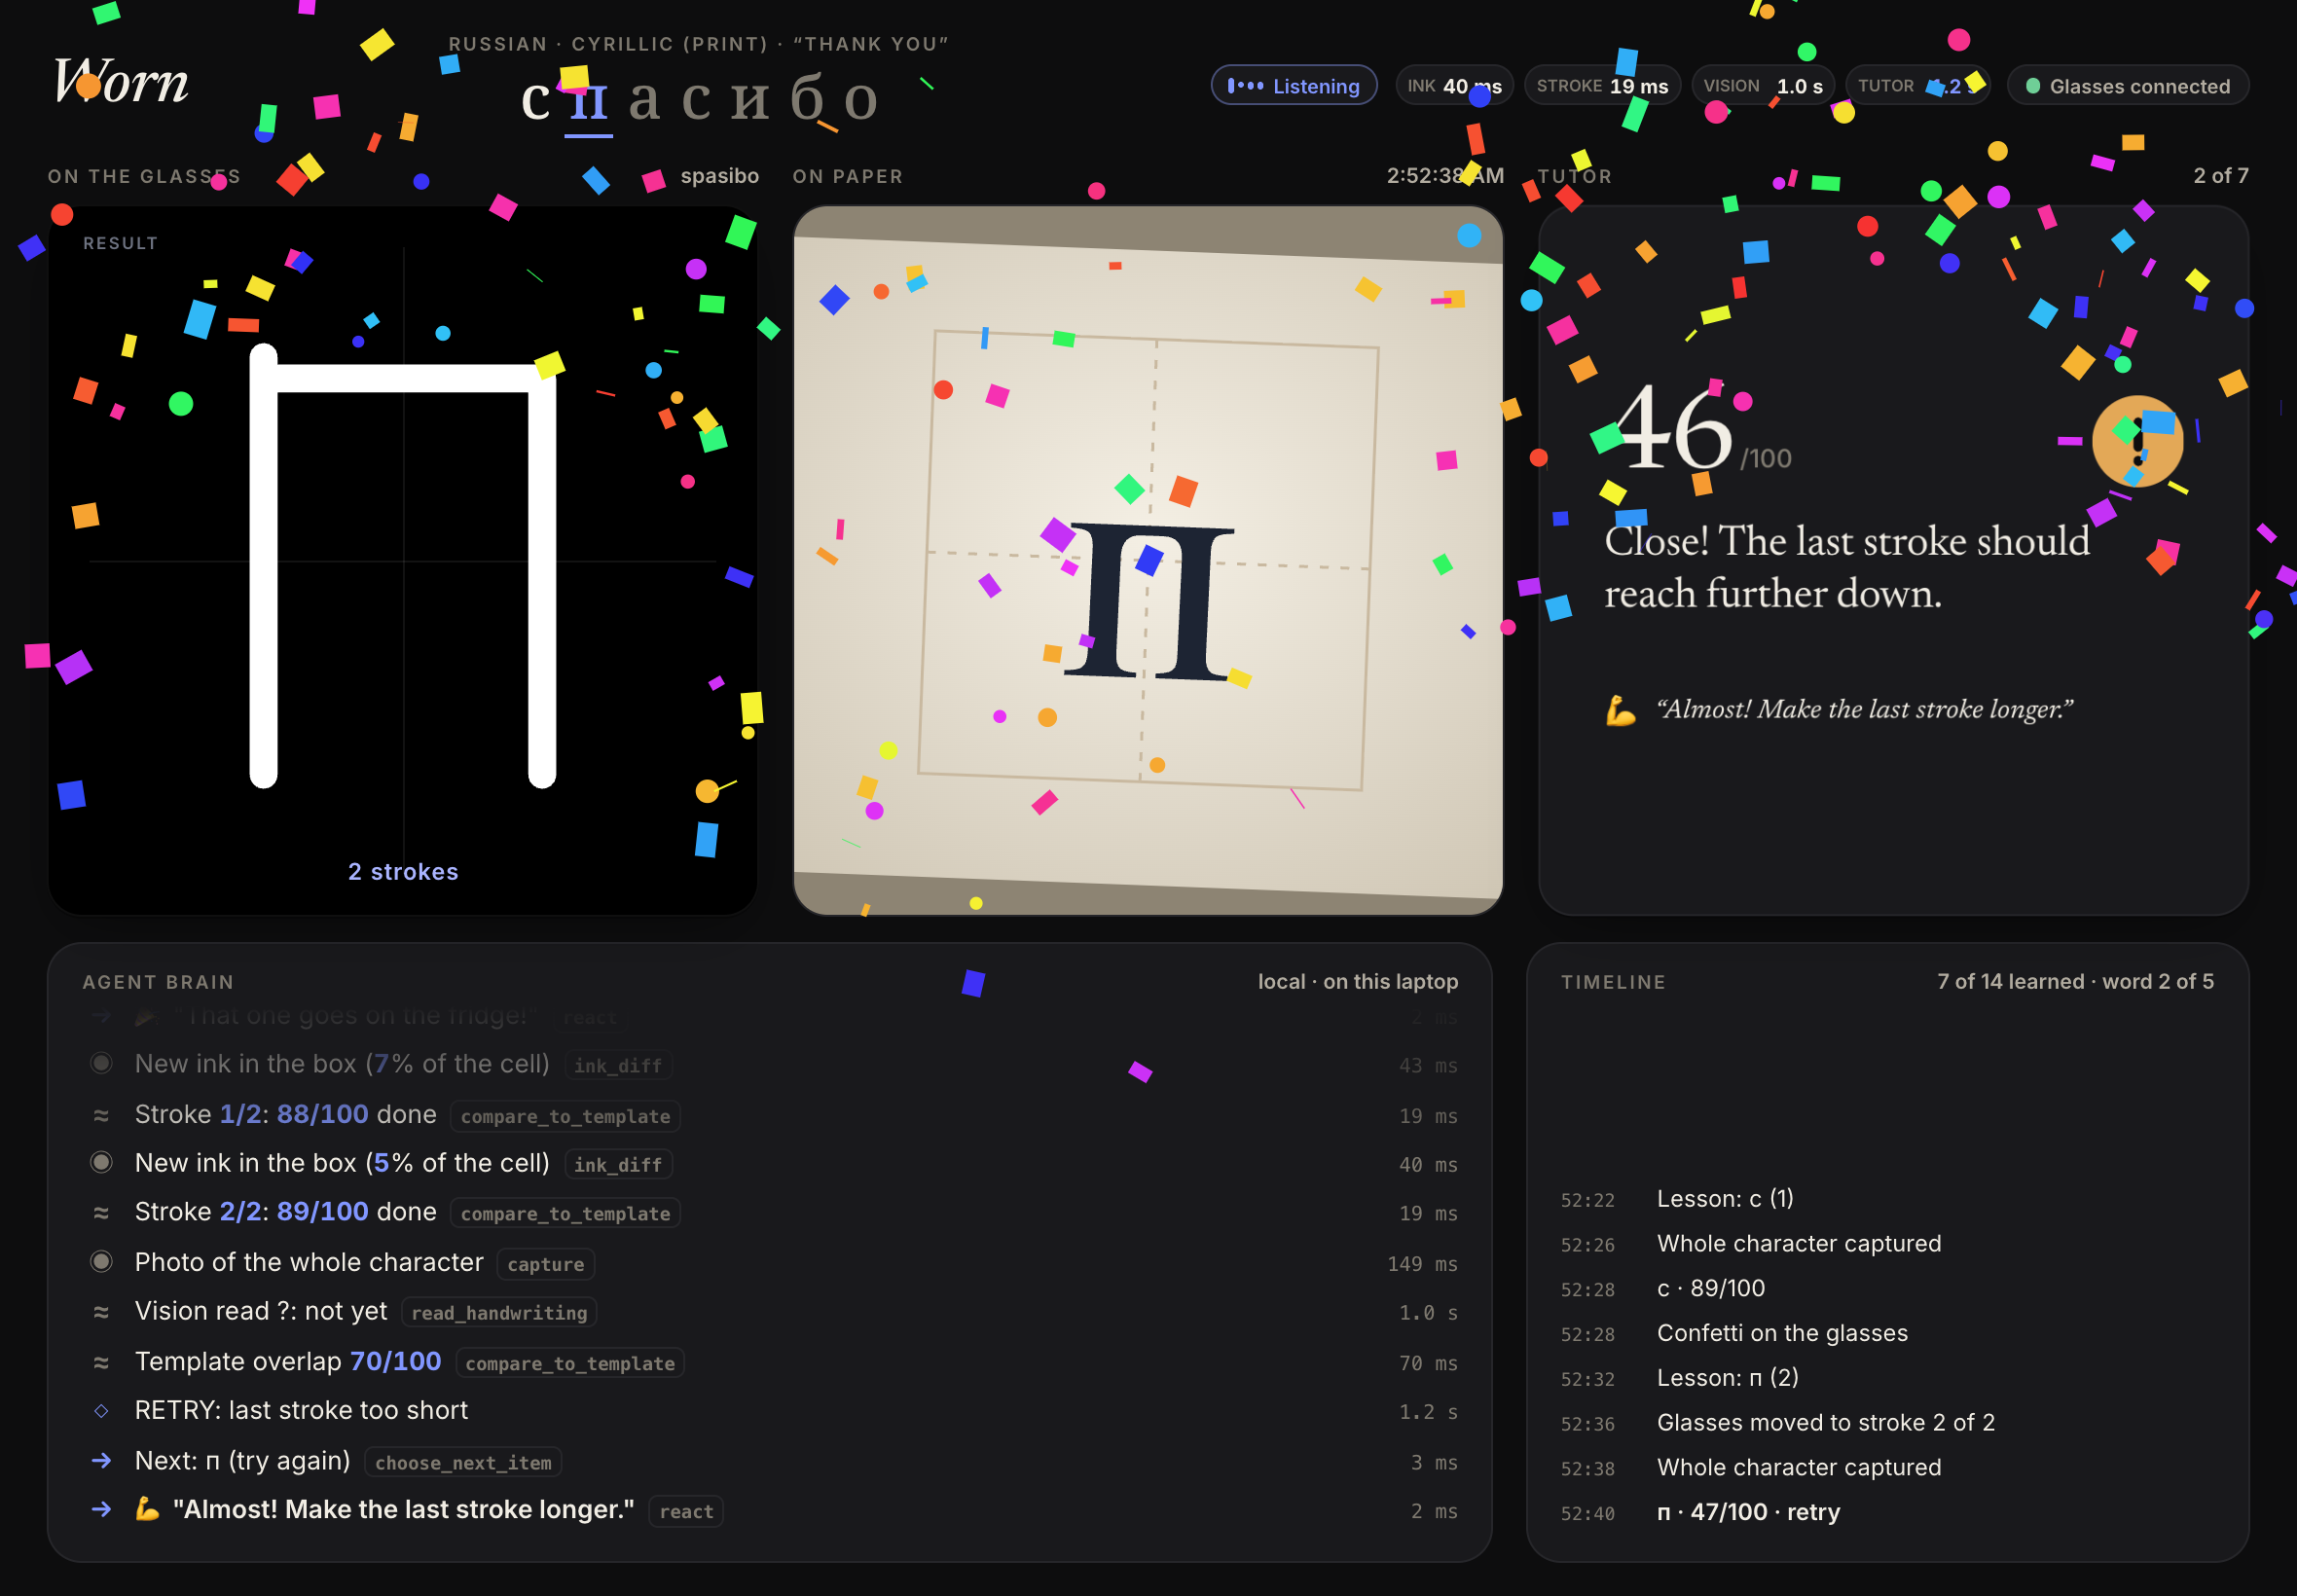 RUSSIAN · CYRILLIC (PRINT) · “THANK YOU”
Worn
спасибо
Listening
INK 40 ms
STROKE 19 ms
VISION 1.0 s
TUTOR
Glasses connected
ON THE GLASSES
spasibo
ON PAPER
2:52:38 AM
TUTOR
2 of 7
RESULT
2 strokes
п
46/100
Close! The last stroke should
reach further down.
“Almost! Make the last stroke longer.”
AGENT BRAIN
local · on this laptop
"That one goes on the fridge!" react 2 ms
New ink in the box (7% of the cell) ink_diff 43 ms
≈ Stroke 1/2: 88/100 done compare_to_template 19 ms
New ink in the box (5% of the cell) ink_diff 40 ms
≈ Stroke 2/2: 89/100 done compare_to_template 19 ms
Photo of the whole character capture 149 ms
≈ Vision read ?: not yet read_handwriting 1.0 s
≈ Template overlap 70/100 compare_to_template 70 ms
RETRY: last stroke too short 1.2 s
→ Next: п (try again) choose_next_item 3 ms
→ 💪 "Almost! Make the last stroke longer." react 2 ms
TIMELINE
7 of 14 learned · word 2 of 5
52:22 Lesson: с (1)
52:26 Whole character captured
52:28 с · 89/100
52:28 Confetti on the glasses
52:32 Lesson: п (2)
52:36 Glasses moved to stroke 2 of 2
52:38 Whole character captured
52:40 п · 47/100 · retry